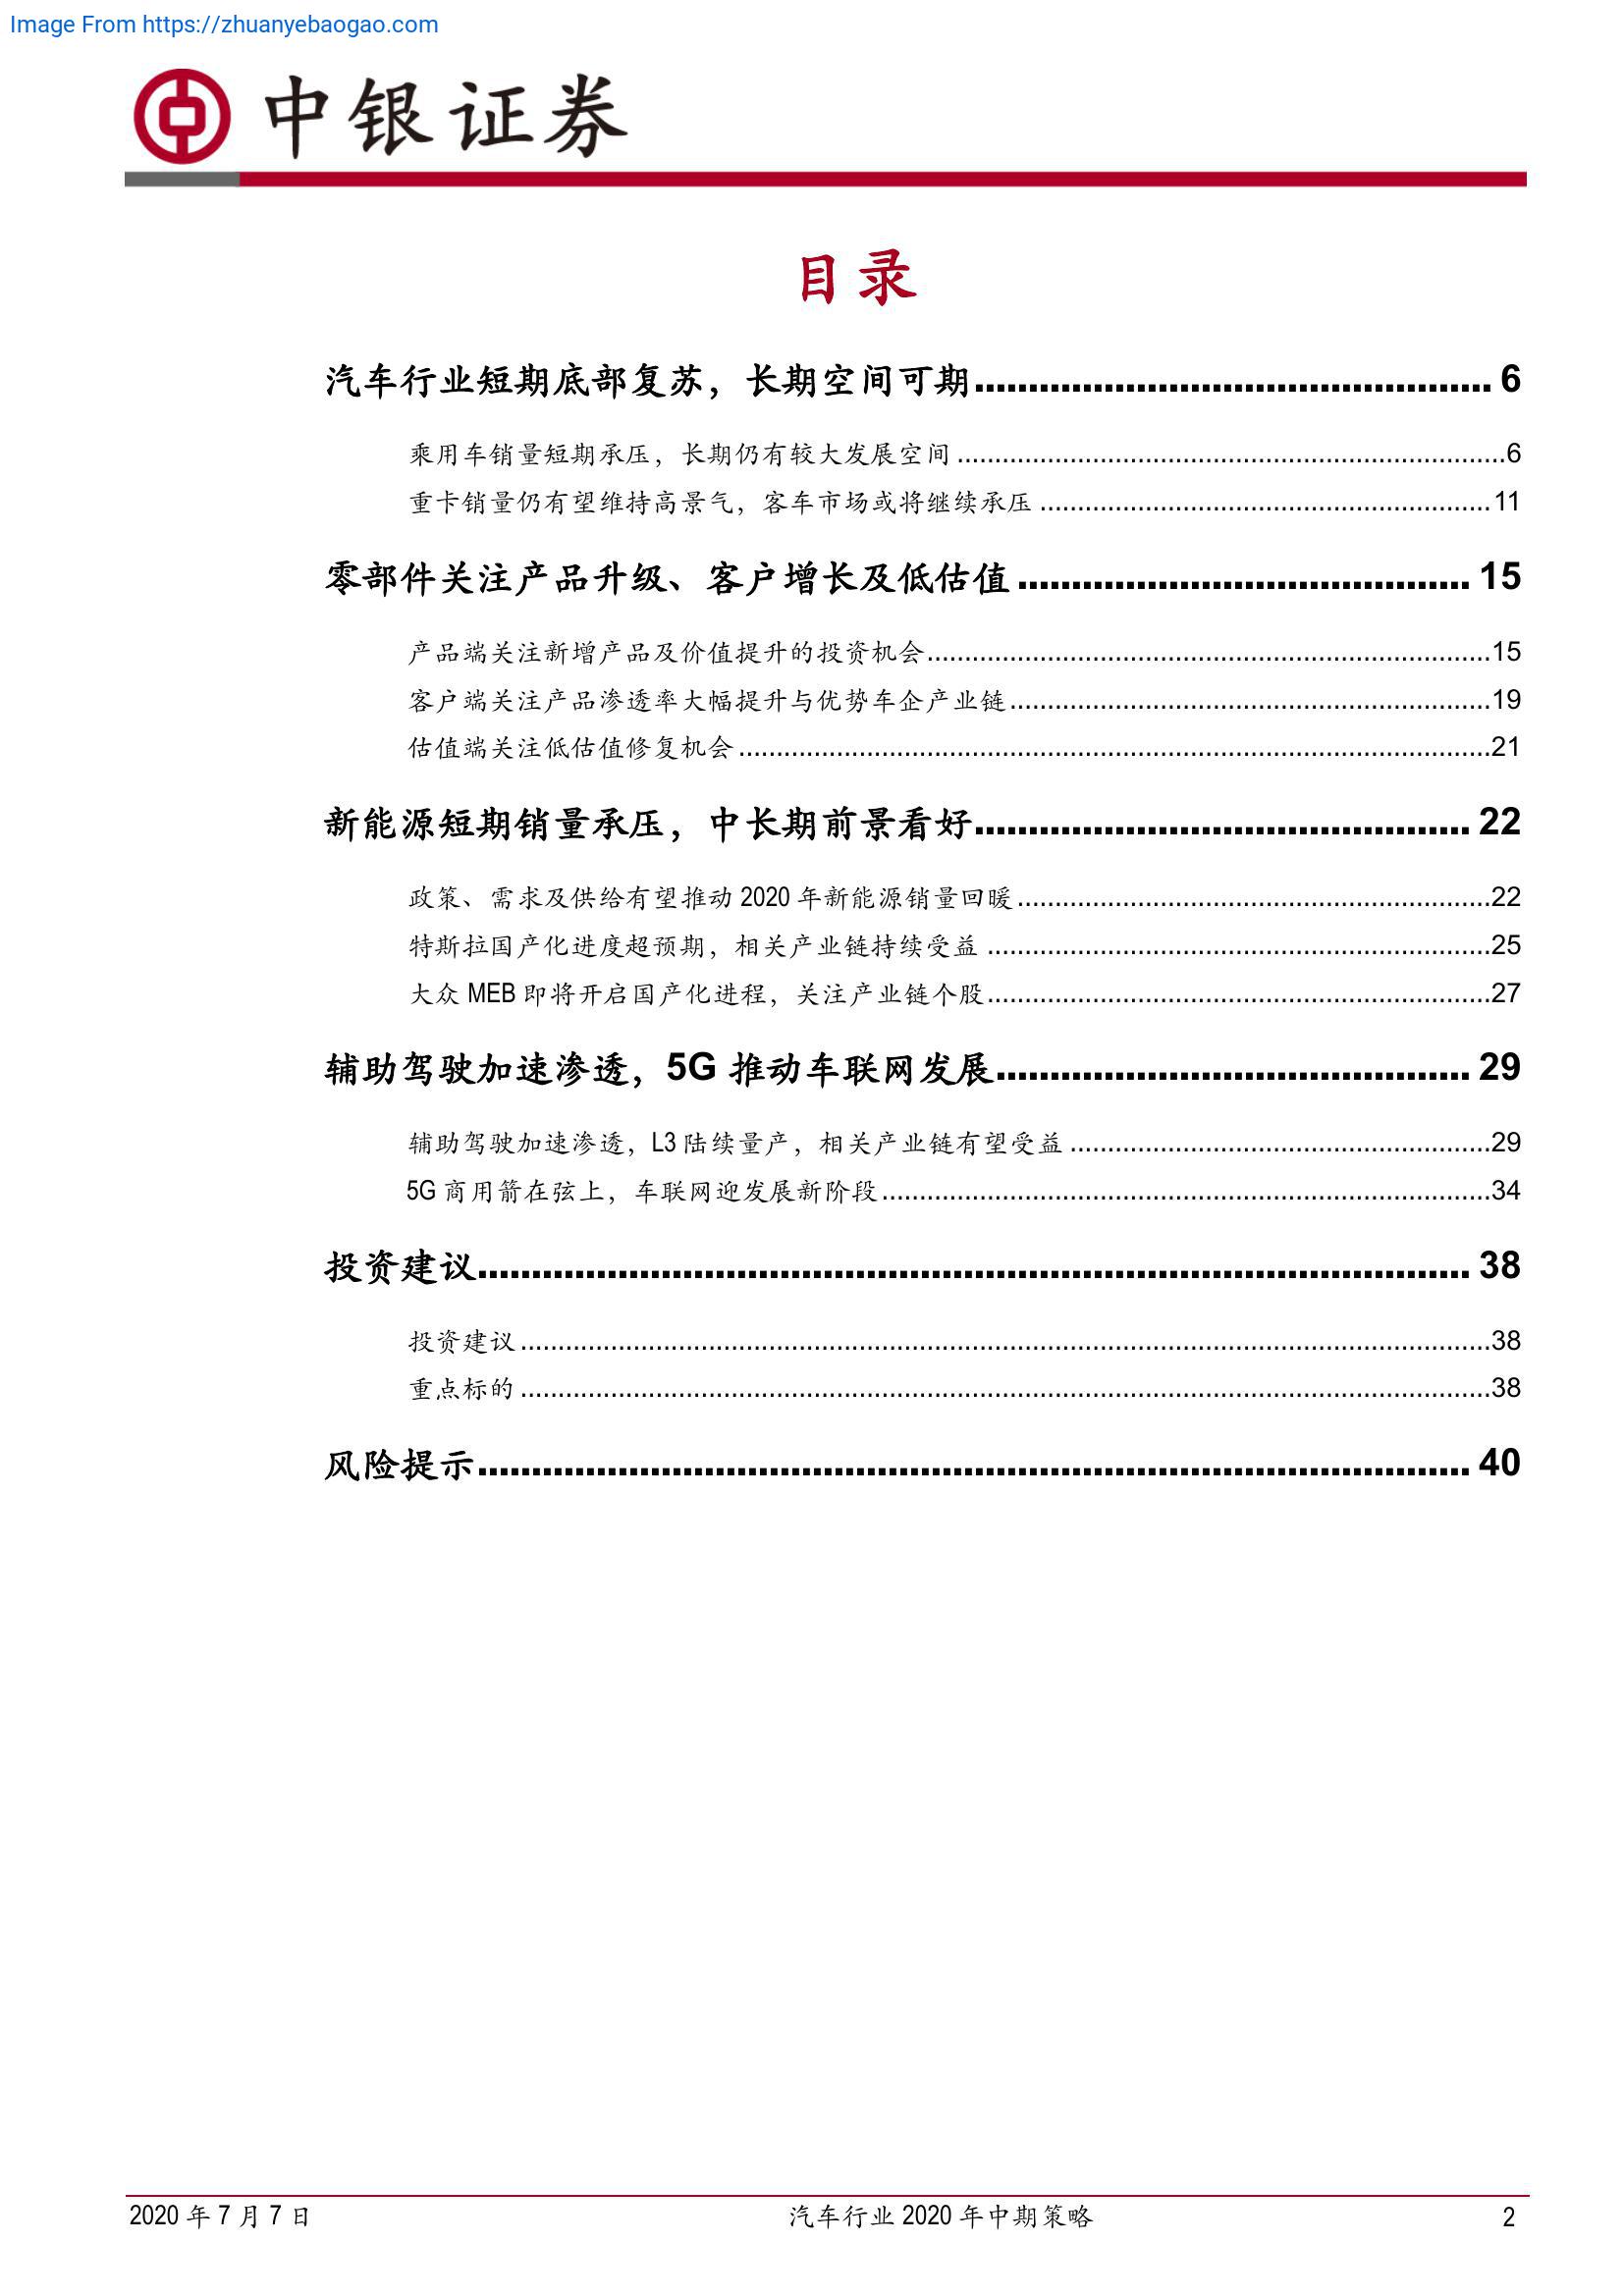 Image From https://zhuanyebaogao.com
中银证券
目录
汽车行业短期底部复苏，长期空间可期................................................ 6
乘用车销量短期承压，长期仍有较大发展空间.........................................................................6
重卡销量仍有望维持高景气，客车市场或将继续承压............................................................11
零部件关注产品升级、客户增长及低估值.......................................... 15
产品端关注新增产品及价值提升的投资机会...........................................................................15
客户端关注产品渗透率大幅提升与优势车企产业链................................................................19
估值端关注低估值修复机会....................................................................................................21
新能源短期销量承压，中长期前景看好.............................................. 22
政策、需求及供给有望推动 2020 年新能源销量回暖...............................................................22
特斯拉国产化进度超预期，相关产业链持续受益...................................................................25
大众 MEB 即将开启国产化进程，关注产业链个股...................................................................27
辅助驾驶加速渗透，5G 推动车联网发展............................................ 29
辅助驾驶加速渗透，L3 陆续量产，相关产业链有望受益........................................................29
5G 商用箭在弦上，车联网迎发展新阶段.................................................................................34
投资建议............................................................................................ 38
投资建议.................................................................................................................................38
重点标的.................................................................................................................................38
风险提示............................................................................................ 40
2020 年 7 月 7 日 汽车行业 2020 年中期策略 2